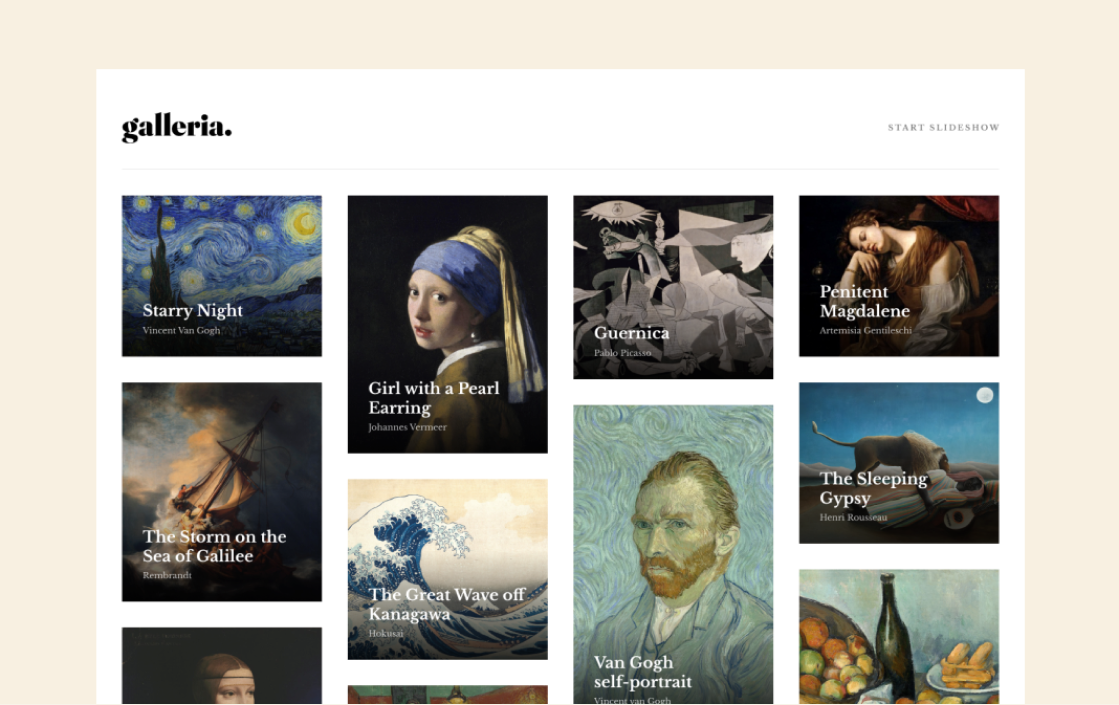 galleria.
START SLIDESHOW
Starry Night
Vincent Van Gogh
Girl with a Pearl
Earring
Johannes Vermeer
Guernica
Pablo Picasso
Penitent
Magdalene
Artemisia Gentileschi
The Storm on the
Sea of Galilee
Rembrandt
The Great Wave off
Kanagawa
Hokusai
Van Gogh
self-portrait
Vincent van Gogh
The Sleeping
Gypsy
Henri Rousseau